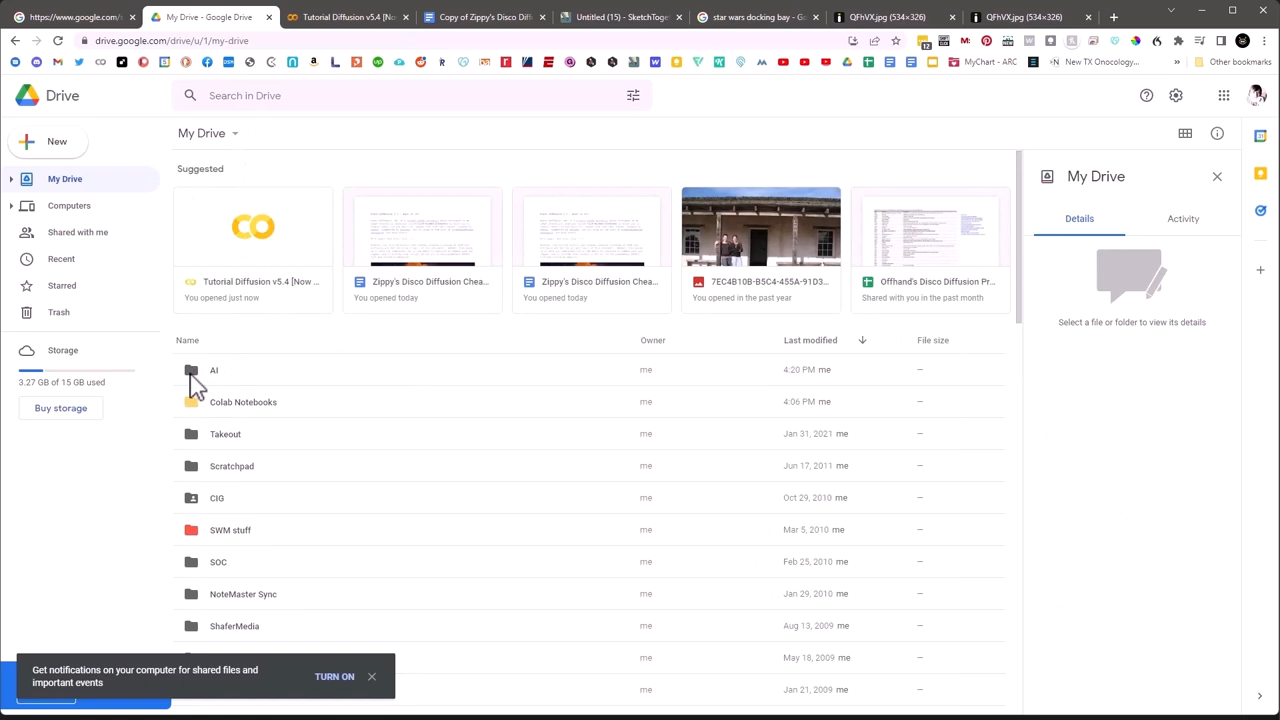 https://www.google.com/search?
My Drive - Google Drive
Tutorial Diffusion v5.4 [Now
Copy of Zippy's Disco Diffusion
Untitled (15) - SketchToge
star wars docking bay - Go
QFhVX.jpg (534×326)
QFhVX.jpg (534×326)
drive.google.com/drive/u/1/my-drive
12
MyChart - ARC
New TX Onocology...
Other bookmarks
Drive
Search in Drive
New
My Drive
Computers
Shared with me
Recent
Starred
Trash
Storage
3.27 GB of 15 GB used
Buy storage
My Drive
Suggested
Tutorial Diffusion v5.4 [Now ...
You opened just now
Zippy's Disco Diffusion Chea...
You opened today
Zippy's Disco Diffusion Chea...
You opened today
7EC4B10B-B5C4-455A-91D3...
You opened in the past year
Offhand's Disco Diffusion Pr...
Shared with you in the past month
Name Owner Last modified File size
AI me 4:20 PM me –
Colab Notebooks me 4:06 PM me –
Takeout me Jan 31, 2021 me –
Scratchpad me Jun 17, 2011 me –
CIG me Oct 29, 2010 me –
SWM stuff me Mar 5, 2010 me –
SOC me Feb 25, 2010 me –
NoteMaster Sync me Jan 29, 2010 me –
ShaferMedia me Aug 13, 2009 me –
me May 18, 2009 me –
me Jan 21, 2009 me –
My Drive
Details
Activity
Select a file or folder to view its details
Get notifications on your computer for shared files and
important events
TURN ON